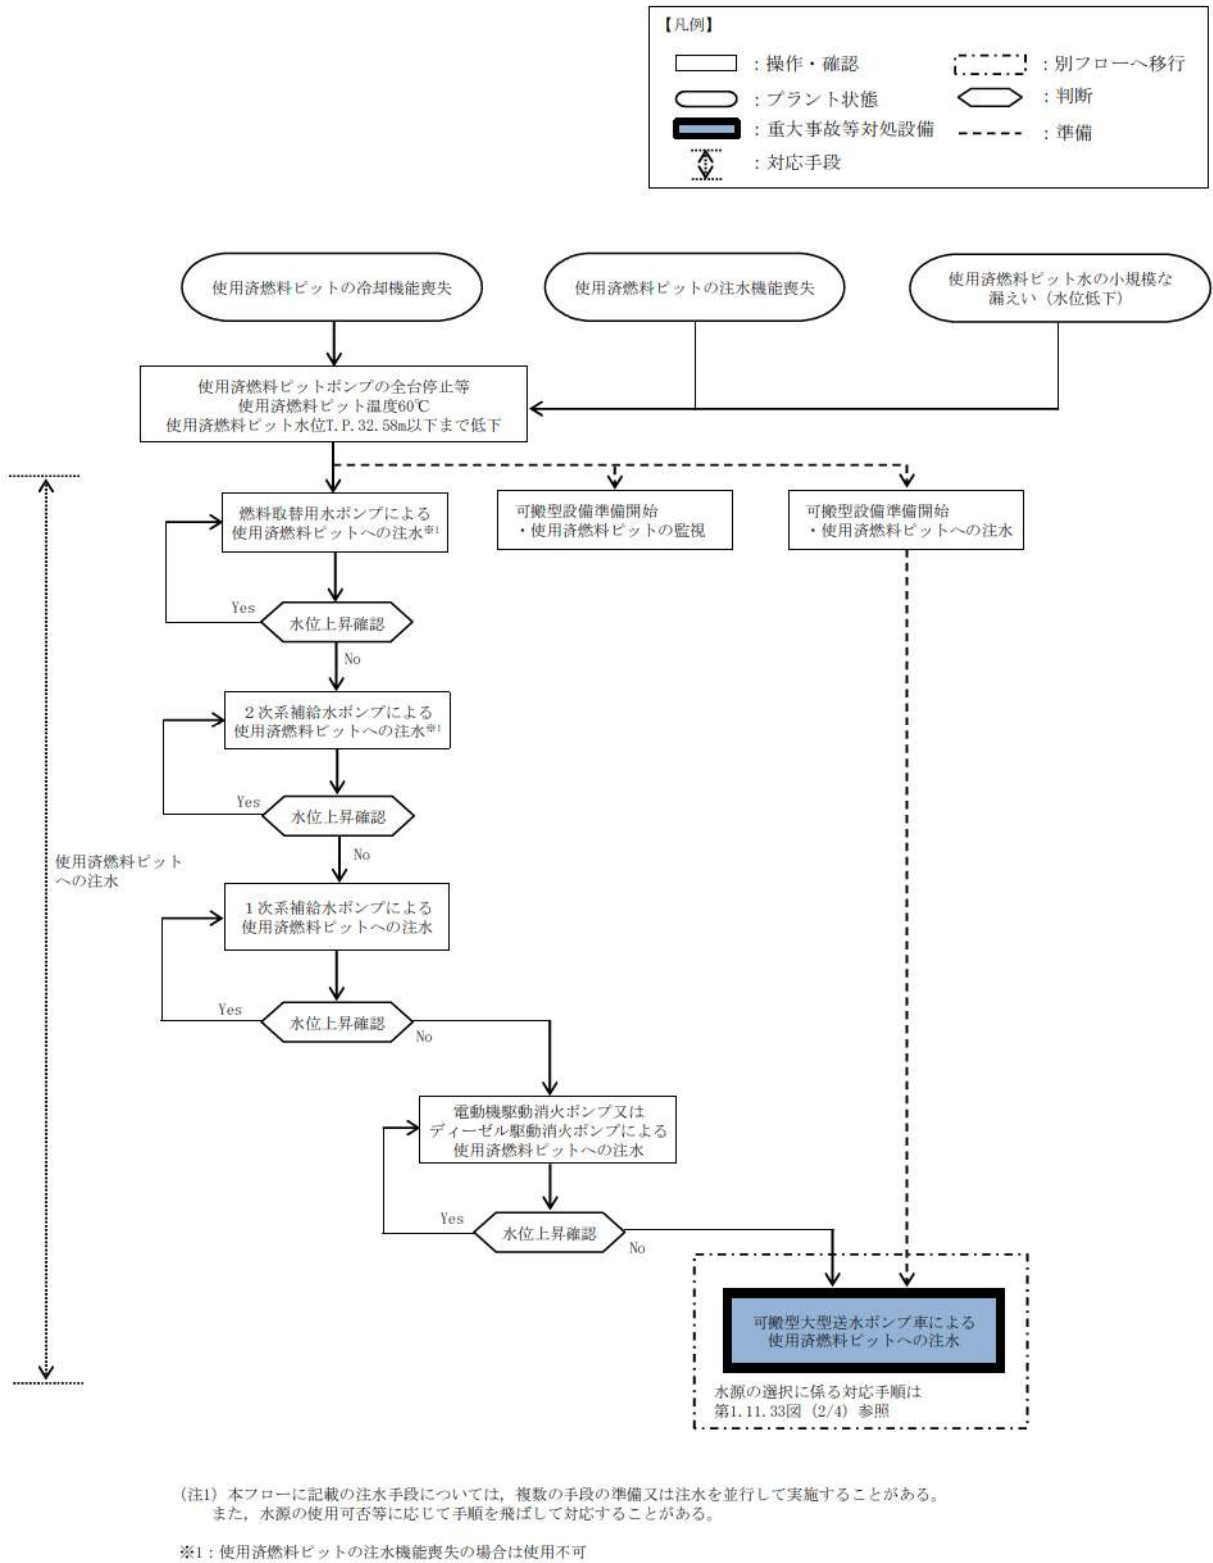 【凡例】
：操作・確認
：別フローへ移行
：プラント状態
：判断
：重大事故等対処設備
：準備
：対応手段
使用済燃料ピットの冷却機能喪失
使用済燃料ピットの注水機能喪失
使用済燃料ピット水の小規模な
漏えい（水位低下）
使用済燃料ピットポンプの全台停止等
使用済燃料ピット温度60℃
使用済燃料ピット水位T.P.32.58m以下まで低下
燃料取替用水ポンプによる
使用済燃料ピットへの注水※1
可搬型設備準備開始
・使用済燃料ピットの監視
可搬型設備準備開始
・使用済燃料ピットへの注水
Yes
水位上昇確認
No
２次系補給水ポンプによる
使用済燃料ピットへの注水※1
Yes
水位上昇確認
No
使用済燃料ピット
への注水
１次系補給水ポンプによる
使用済燃料ピットへの注水
Yes
水位上昇確認
No
電動機駆動消火ポンプ又は
ディーゼル駆動消火ポンプによる
使用済燃料ピットへの注水
Yes
水位上昇確認
No
可搬型大型送水ポンプ車による
使用済燃料ピットへの注水
水源の選択に係る対応手順は
第1.11.33図（2/4）参照
（注1）本フローに記載の注水手段については，複数の手段の準備又は注水を並行して実施することがある。
また，水源の使用可否等に応じて手順を飛ばして対応することがある。
※1：使用済燃料ピットの注水機能喪失の場合は使用不可